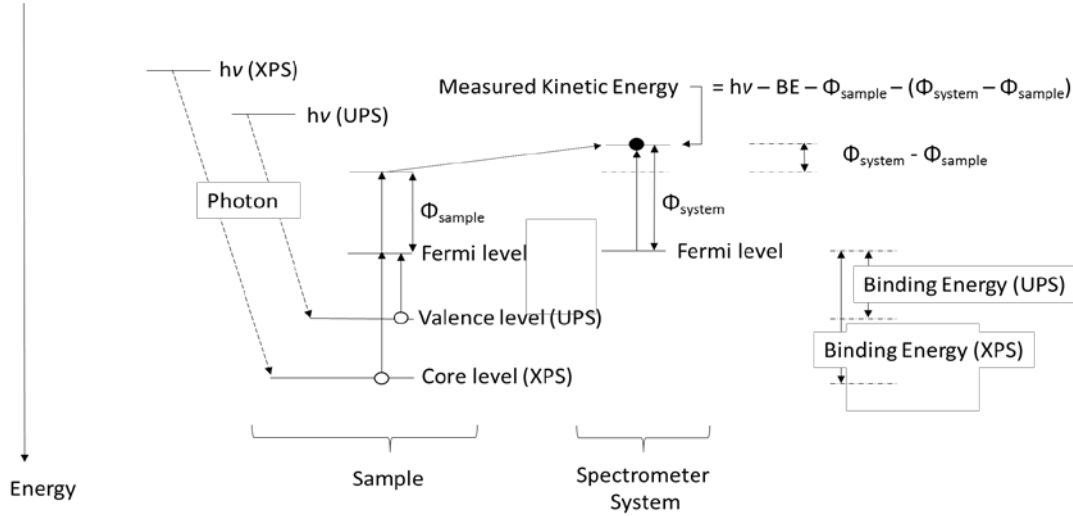 hν (XPS)
Measured Kinetic Energy = hν – BE – Φsample – (Φsystem – Φsample)
hν (UPS)
Φsystem - Φsample
Photon
Φsample
Φsystem
Fermi level
Fermi level
Binding Energy (UPS)
Valence level (UPS)
Binding Energy (XPS)
Core level (XPS)
Sample
Spectrometer
System
Energy